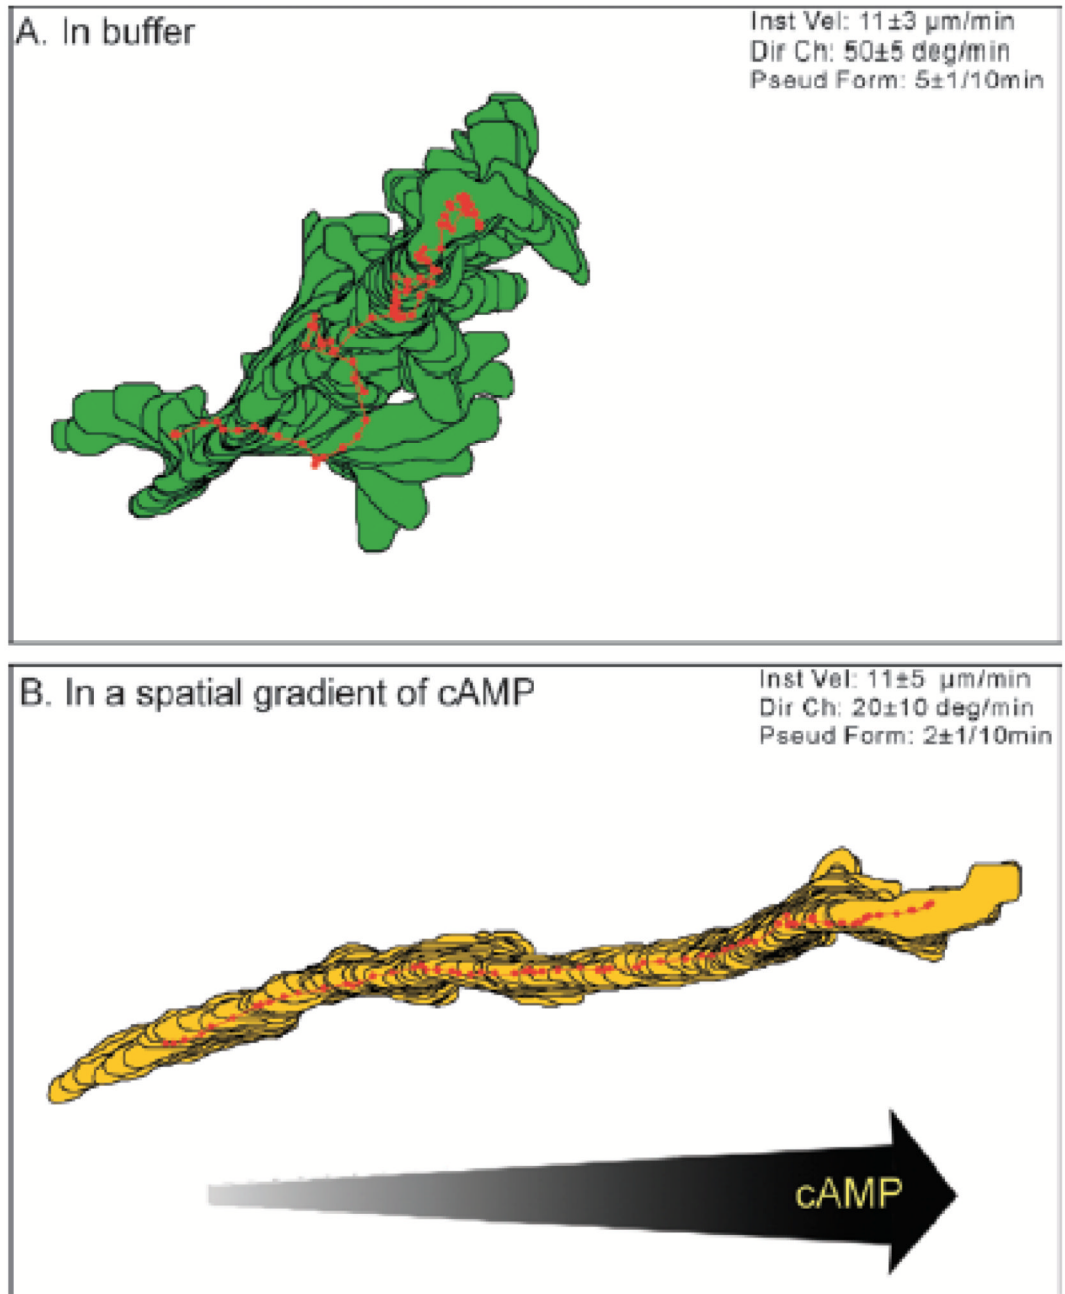 A. In buffer
Inst Vel: 11±3 µm/min
Dir Ch: 50±5 deg/min
Pseud Form: 5±1/10min
B. In a spatial gradient of cAMP
Inst Vel: 11±5 µm/min
Dir Ch: 20±10 deg/min
Pseud Form: 2±1/10min
cAMP